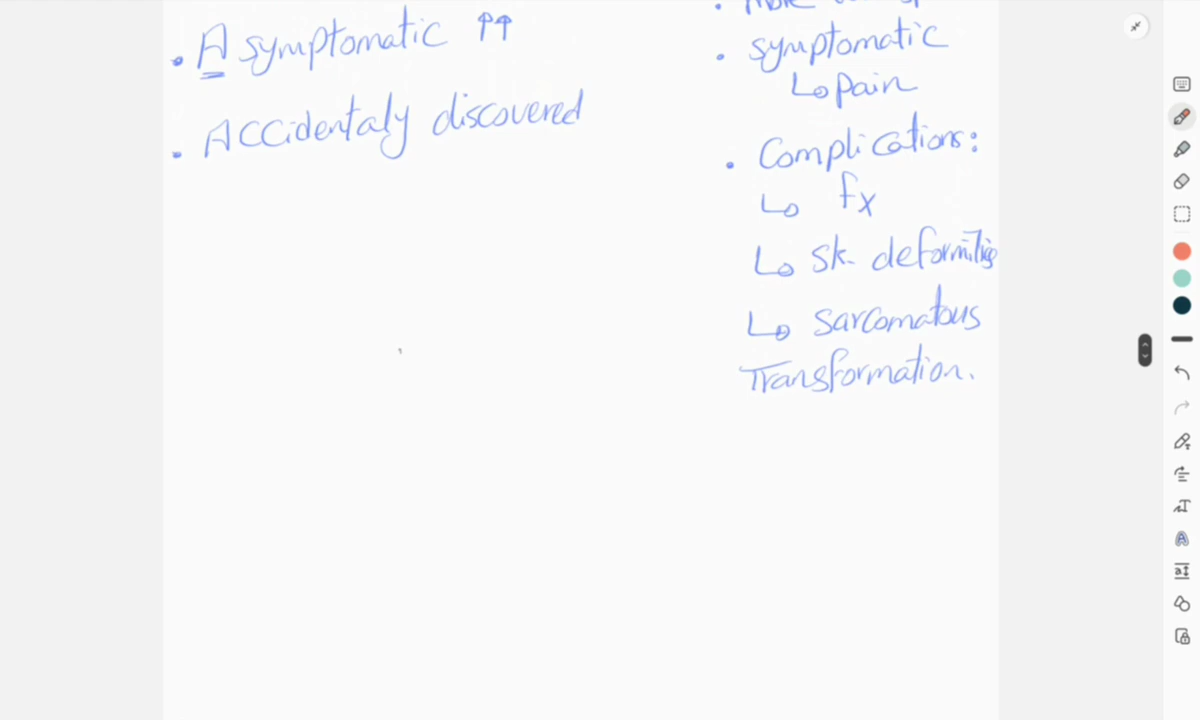 • Asymptomatic ↑↑
• Accidentaly discovered
• symptomatic
↳ pain
• Complications:
↳ fx
↳ sk. deformities
↳ sarcomatous
Transformation.